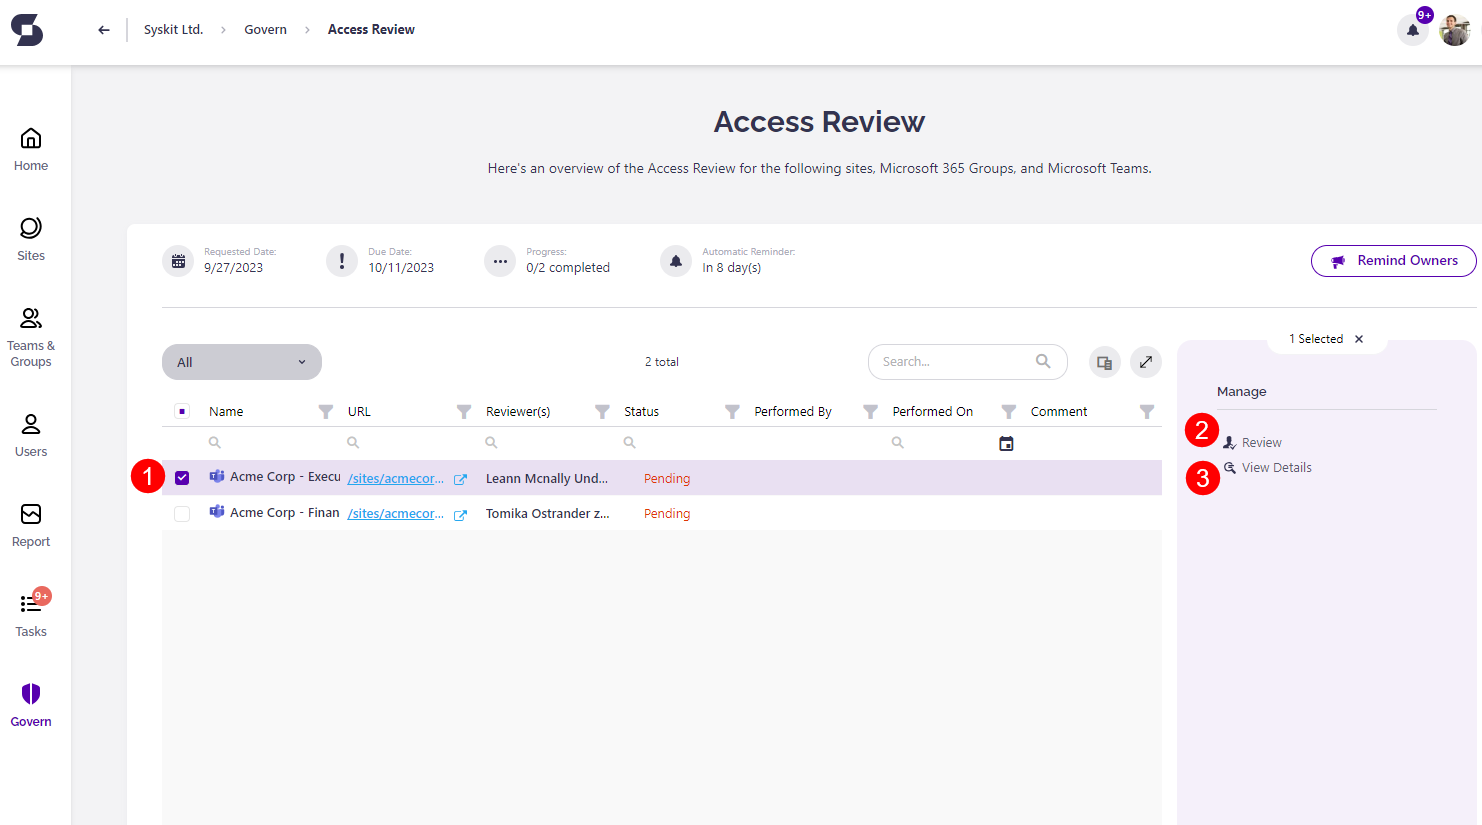 Syskit Ltd. > Govern > Access Review
9+
Home
Sites
Teams &
Groups
Users
Report
9+
Tasks
Govern
Access Review
Here's an overview of the Access Review for the following sites, Microsoft 365 Groups, and Microsoft Teams.
Requested Date:
9/27/2023
Due Date:
10/11/2023
Progress:
0/2 completed
Automatic Reminder:
In 8 day(s)
Remind Owners
All
2 total
Search...
Name URL Reviewer(s) Status Performed By Performed On Comment
1 Acme Corp - Execu /sites/acmecor... Leann Mcnally Und... Pending
Acme Corp - Finan /sites/acmecor... Tomika Ostrander z... Pending
1 Selected
Manage
2 Review
3 View Details